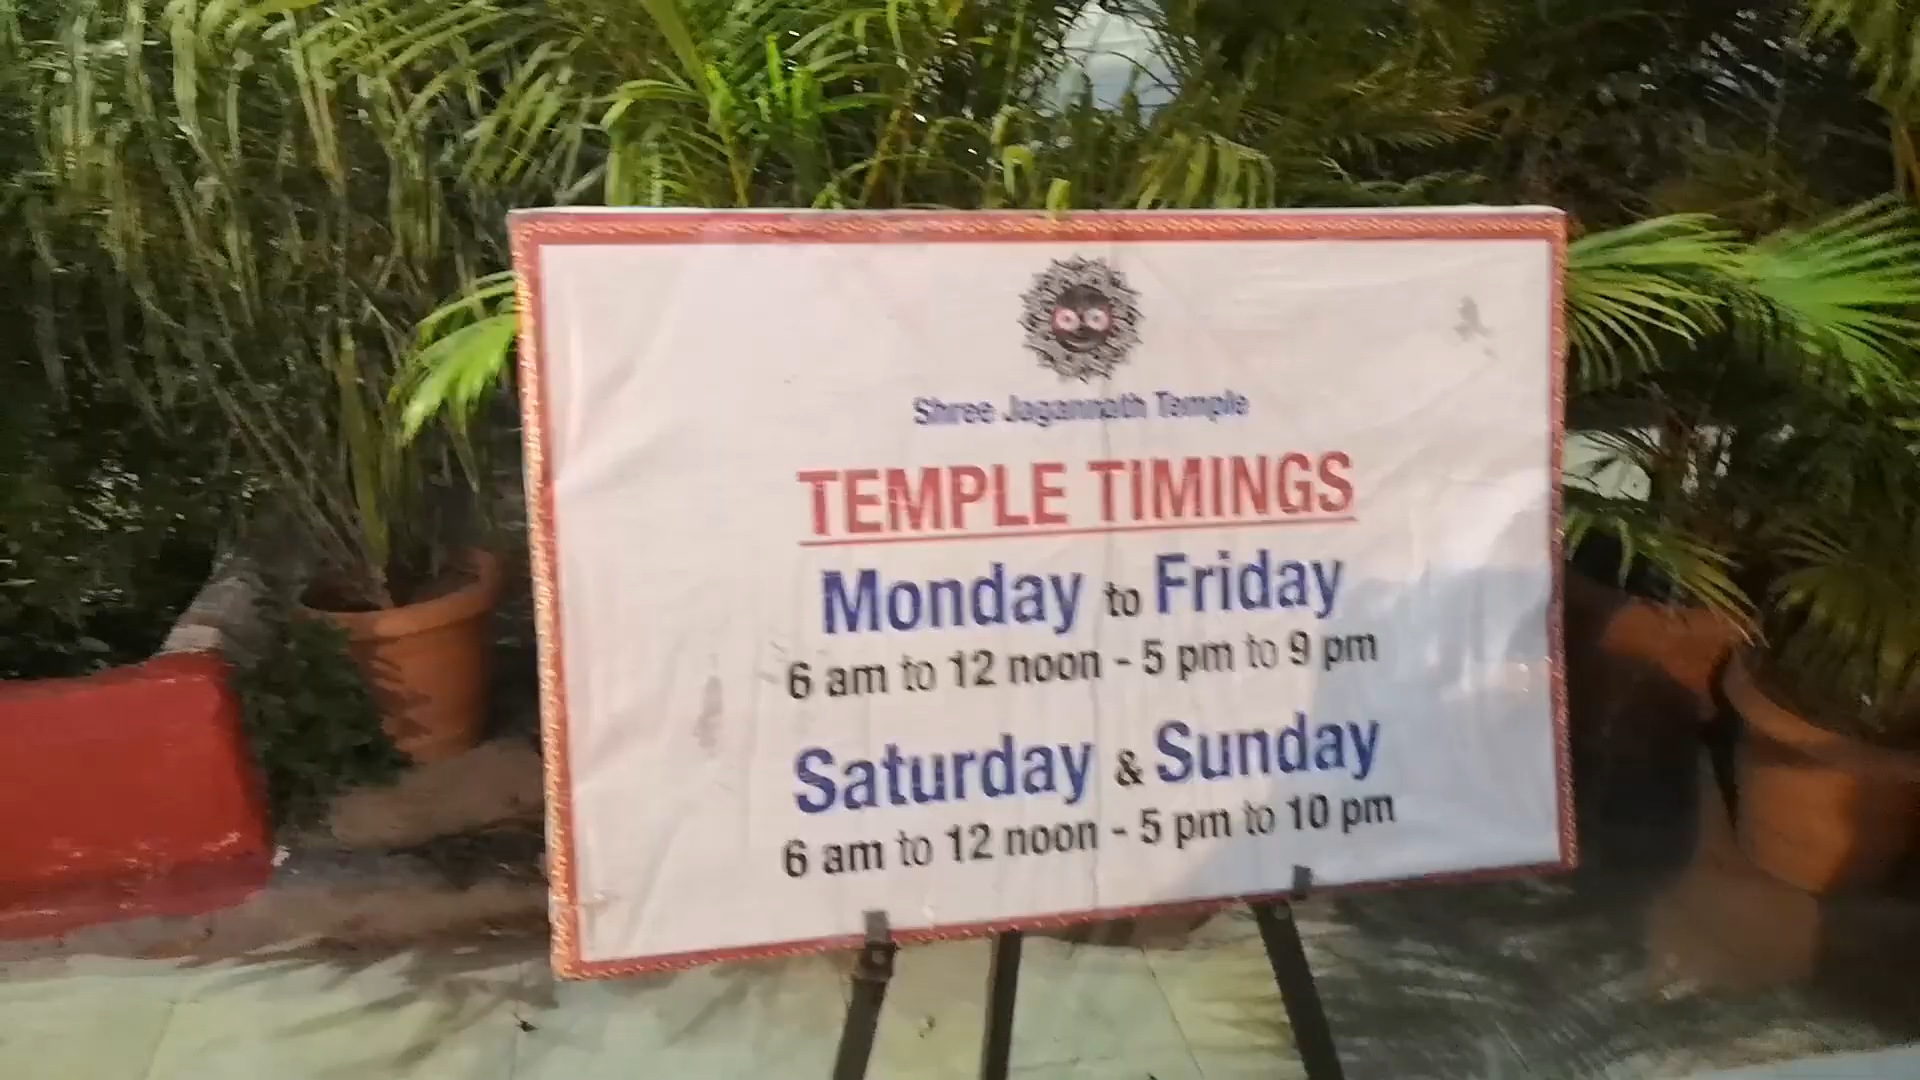 Shree Jagannath Temple
TEMPLE TIMINGS
Monday to Friday
6 am to 12 noon - 5 pm to 9 pm
Saturday & Sunday
6 am to 12 noon - 5 pm to 10 pm